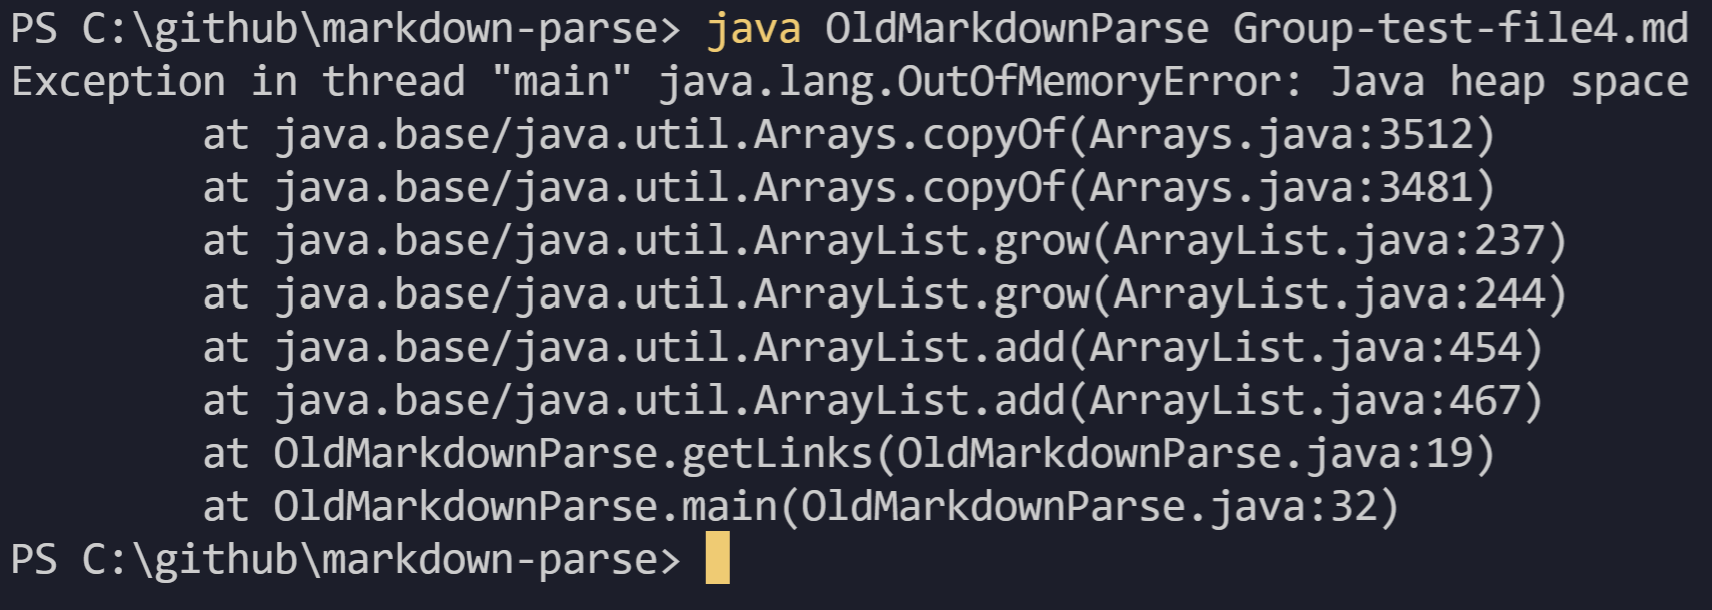 PS C:\github\markdown-parse> java OldMarkdownParse Group-test-file4.md
Exception in thread "main" java.lang.OutOfMemoryError: Java heap space
        at java.base/java.util.Arrays.copyOf(Arrays.java:3512)
        at java.base/java.util.Arrays.copyOf(Arrays.java:3481)
        at java.base/java.util.ArrayList.grow(ArrayList.java:237)
        at java.base/java.util.ArrayList.grow(ArrayList.java:244)
        at java.base/java.util.ArrayList.add(ArrayList.java:454)
        at java.base/java.util.ArrayList.add(ArrayList.java:467)
        at OldMarkdownParse.getLinks(OldMarkdownParse.java:19)
        at OldMarkdownParse.main(OldMarkdownParse.java:32)
PS C:\github\markdown-parse>